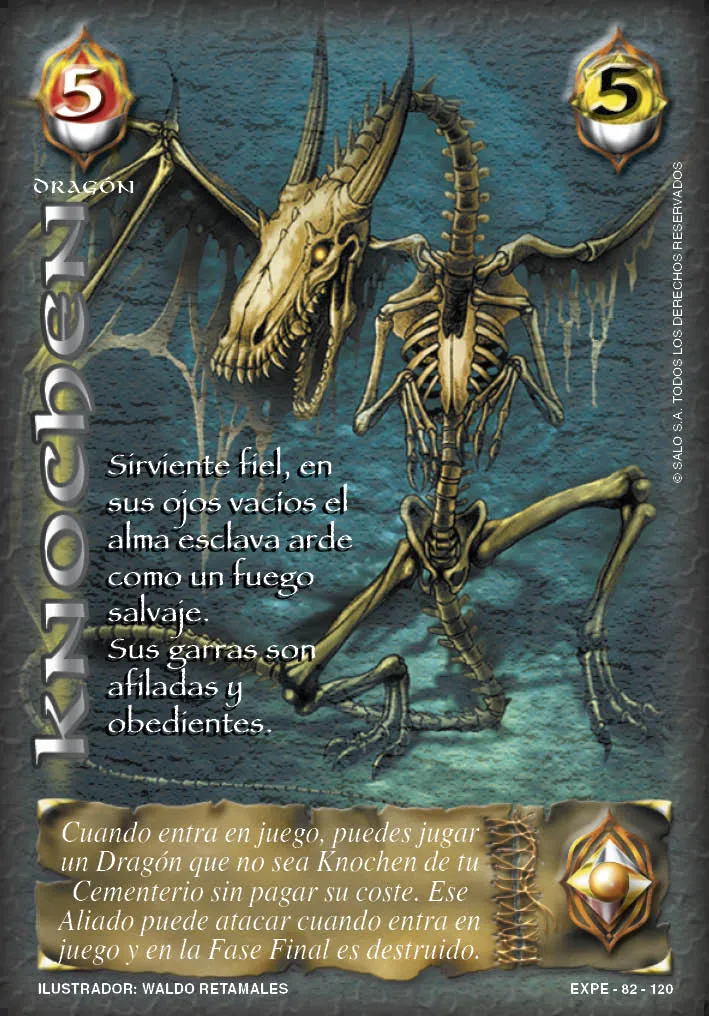 5
5
DRAGÓN
KNOCHEN
© SALO S.A. TODOS LOS DERECHOS RESERVADOS
Sirviente fiel, en
sus ojos vacíos el
alma esclava arde
como un fuego
salvaje.
Sus garras son
afiladas y
obedientes.
Cuando entra en juego, puedes jugar
un Dragón que no sea Knochen de tu
Cementerio sin pagar su coste. Ese
Aliado puede atacar cuando entra en
juego y en la Fase Final es destruido.
ILUSTRADOR: WALDO RETAMALES
EXPE - 82 - 120